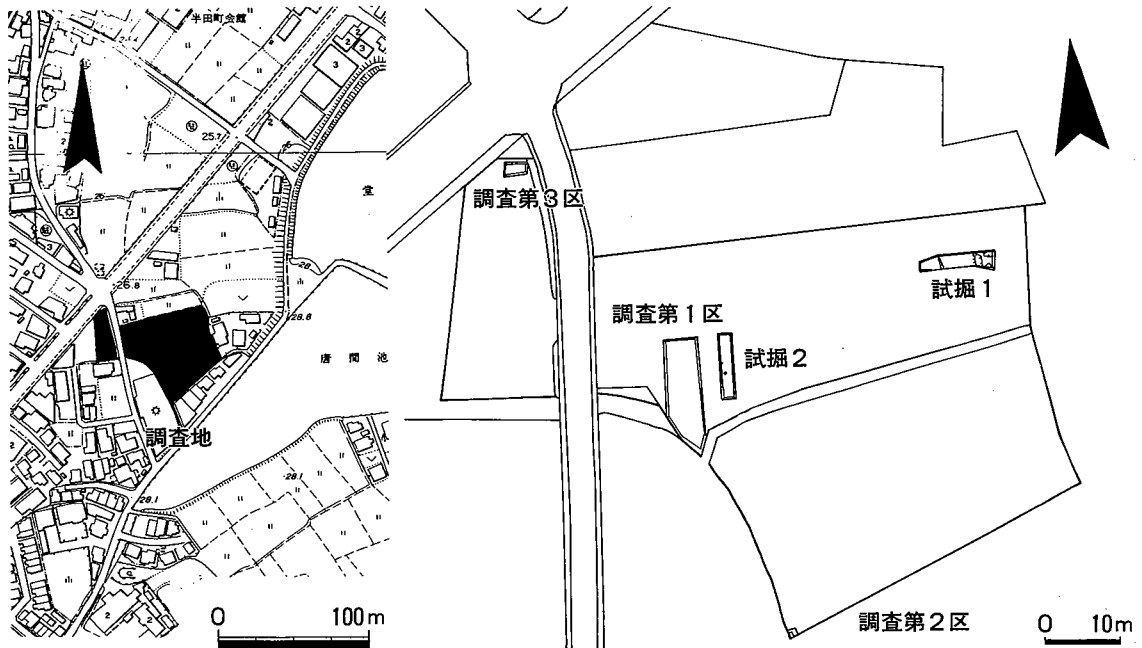 半田町会館
25.7
26.8
28.6
堂
唐間池
調査地
28.1
28.1
0 100m
調査第3区
試掘1
調査第1区
試掘2
調査第2区
0 10m